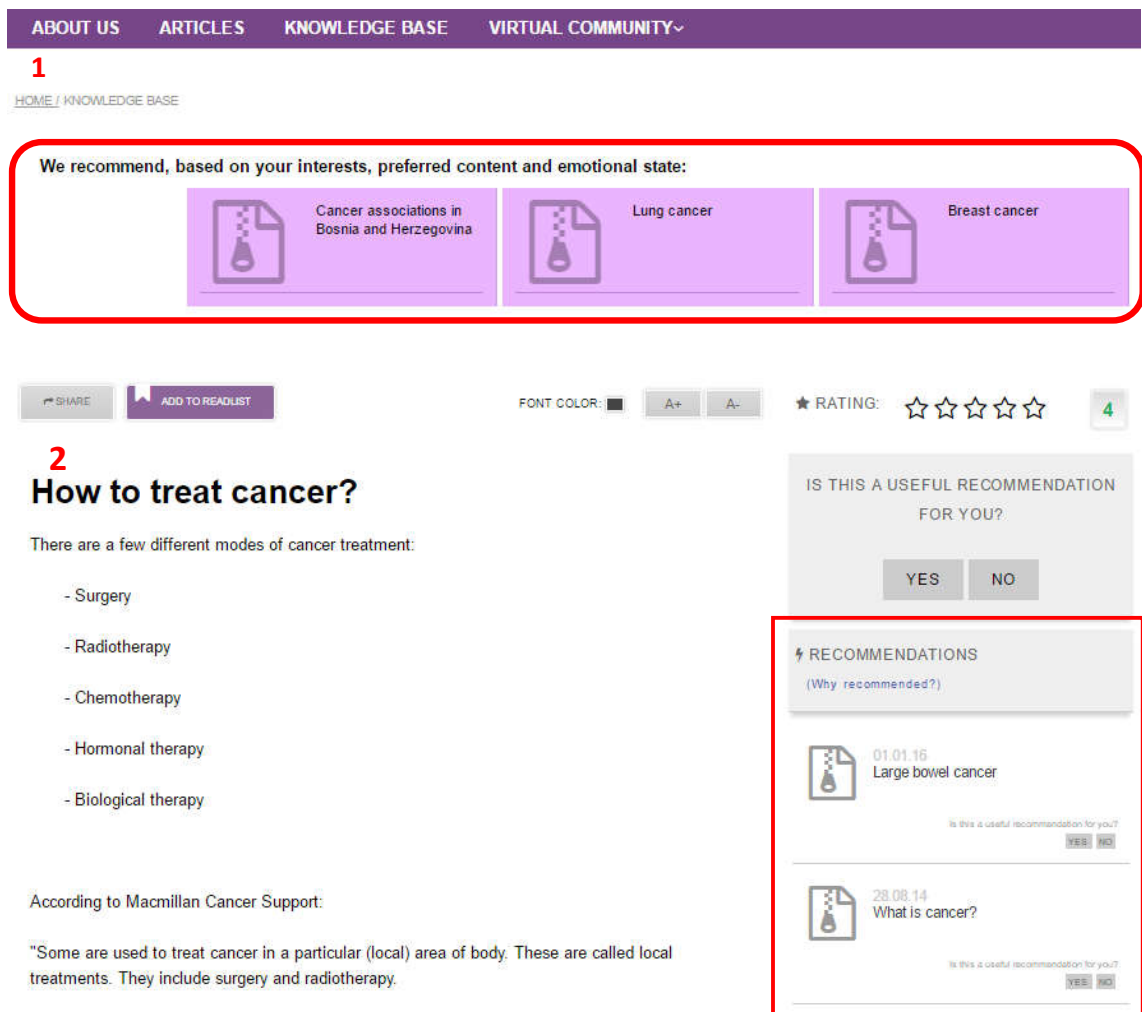 ABOUT US ARTICLES KNOWLEDGE BASE VIRTUAL COMMUNITY
1
HOME / KNOWLEDGE BASE
We recommend, based on your interests, preferred content and emotional state:
Cancer associations in
Bosnia and Herzegovina
Lung cancer
Breast cancer
SHARE
ADD TO READLIST
FONT COLOR:
A+ A-
RATING:
4
2
How to treat cancer?
There are a few different modes of cancer treatment:
- Surgery
- Radiotherapy
- Chemotherapy
- Hormonal therapy
- Biological therapy
According to Macmillan Cancer Support:
"Some are used to treat cancer in a particular (local) area of body. These are called local
treatments. They include surgery and radiotherapy.
IS THIS A USEFUL RECOMMENDATION
FOR YOU?
YES NO
RECOMMENDATIONS
(Why recommended?)
01.01.16
Large bowel cancer
Is this a useful recommendation for you?
YES NO
28.08.14
What is cancer?
Is this a useful recommendation for you?
YES NO